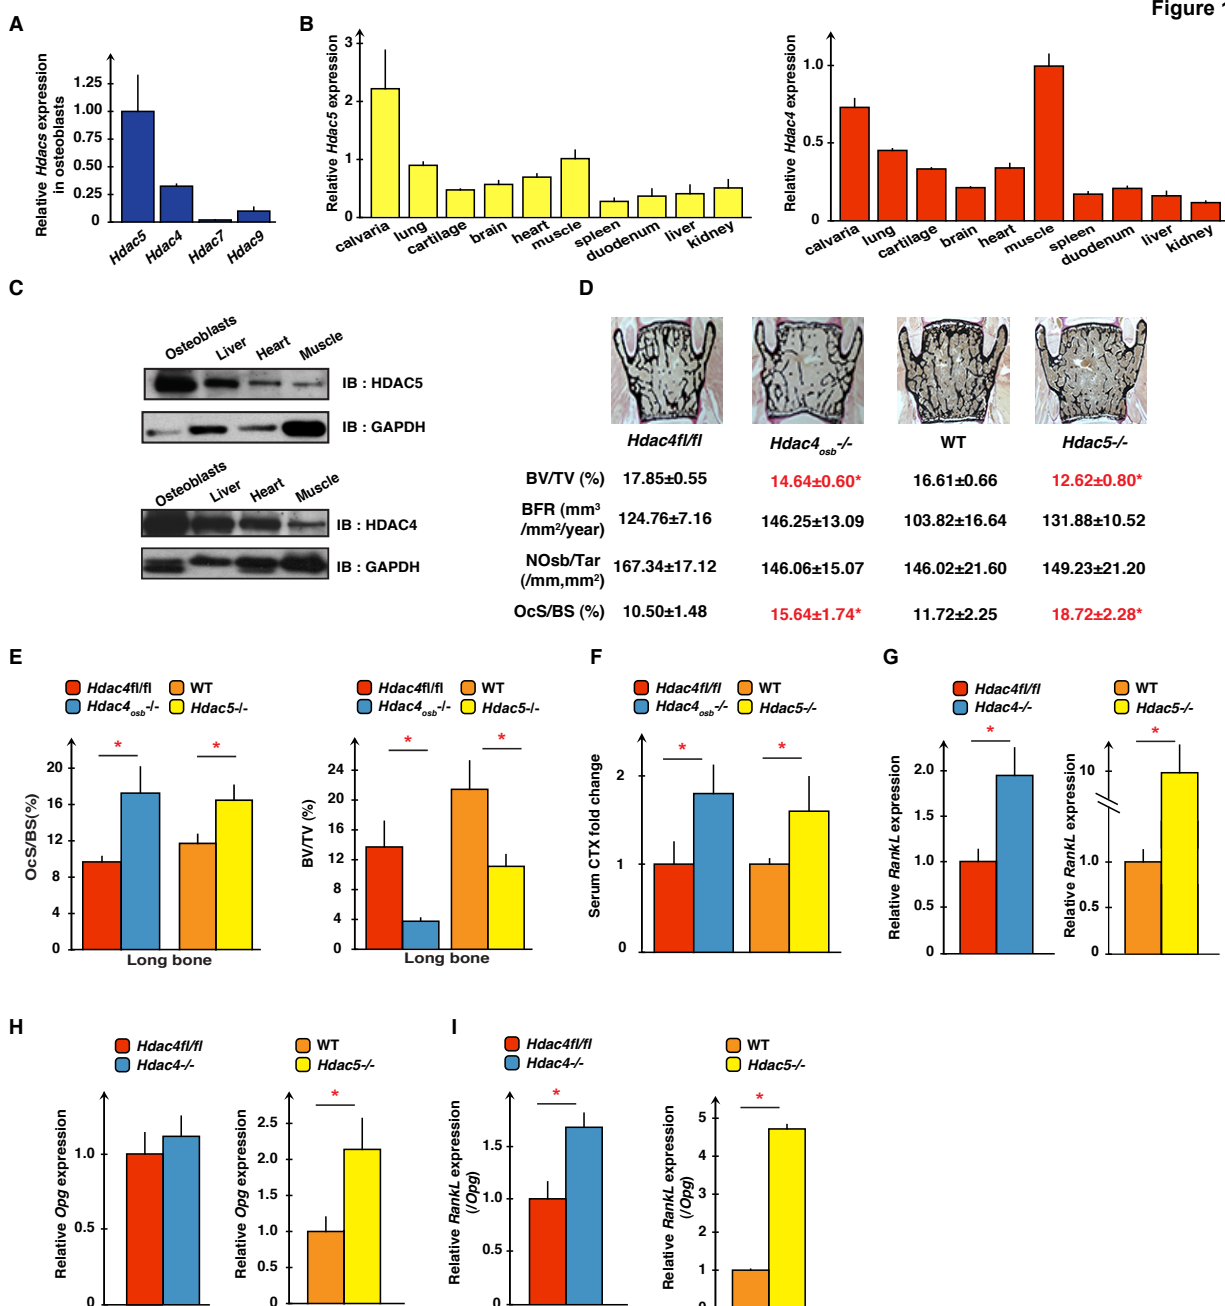 Figure 1
A
Relative Hdacs expression
in osteoblasts
1.25
1.00
0.75
0.50
0.25
0
Hdac5
Hdac4
Hdac7
Hdac9
B
Relative Hdac5 expression
3
2
1
0
calvaria
lung
cartilage
brain
heart
muscle
spleen
duodenum
liver
kidney
Relative Hdac4 expression
1.0
0.5
0
calvaria
lung
cartilage
brain
heart
muscle
spleen
duodenum
liver
kidney
C
Osteoblasts
Liver
Heart
Muscle
IB : HDAC5
IB : GAPDH
Osteoblasts
Liver
Heart
Muscle
IB : HDAC4
IB : GAPDH
D
Hdac4fl/fl Hdac4osb-/- WT Hdac5-/-
BV/TV (%) 17.85±0.55 14.64±0.60* 16.61±0.66 12.62±0.80*
BFR (mm³
/mm²/year) 124.76±7.16 146.25±13.09 103.82±16.64 131.88±10.52
NOsb/Tar
(/mm,mm²) 167.34±17.12 146.06±15.07 146.02±21.60 149.23±21.20
OcS/BS (%) 10.50±1.48 15.64±1.74* 11.72±2.25 18.72±2.28*
E
Hdac4fl/fl WT
Hdac4osb-/- Hdac5-/-
OcS/BS(%)
20
16
12
8
4
0
* *
Long bone
Hdac4fl/fl WT
Hdac4osb-/- Hdac5-/-
BV/TV (%)
24
20
16
12
8
4
0
* *
Long bone
F
Hdac4fl/fl WT
Hdac4osb-/- Hdac5-/-
Serum CTX fold change
2
1
0
* *
G
Hdac4fl/fl
Hdac4-/-
Relative RankL expression
2.0
1.0
0.5
0
*
WT
Hdac5-/-
Relative RankL expression
10
1.0
0.5
0
*
H
Hdac4fl/fl
Hdac4-/-
Relative Opg expression
1.0
0.5
0
WT
Hdac5-/-
Relative Opg expression
2.5
2.0
1.5
1.0
0.5
0
*
I
Hdac4fl/fl
Hdac4-/-
Relative RankL expression
(/Opg)
1.5
1.0
0.5
0
*
WT
Hdac5-/-
Relative RankL expression
(/Opg)
5
4
2
1
0
*